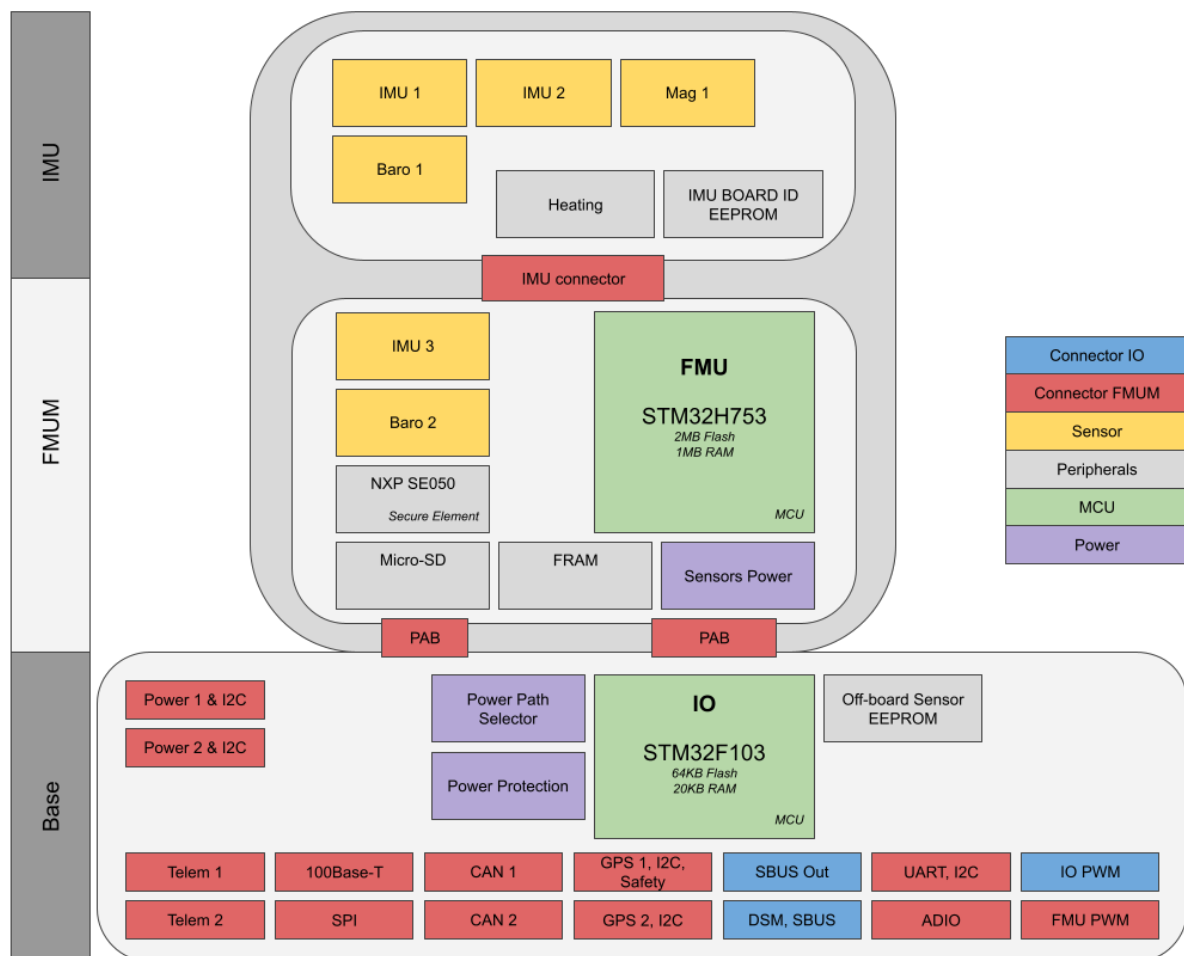 IMU
IMU 1
IMU 2
Mag 1
Baro 1
Heating
IMU BOARD ID
EEPROM
IMU connector
FMUM
IMU 3
Baro 2
NXP SE050
Secure Element
Micro-SD
FRAM
FMU
STM32H753
2MB Flash
1MB RAM
MCU
Sensors Power
PAB
PAB
Connector IO
Connector FMUM
Sensor
Peripherals
MCU
Power
Base
Power 1 & I2C
Power 2 & I2C
Power Path
Selector
Power Protection
IO
STM32F103
64KB Flash
20KB RAM
MCU
Off-board Sensor
EEPROM
Telem 1
100Base-T
CAN 1
GPS 1, I2C,
Safety
SBUS Out
UART, I2C
IO PWM
Telem 2
SPI
CAN 2
GPS 2, I2C
DSM, SBUS
ADIO
FMU PWM